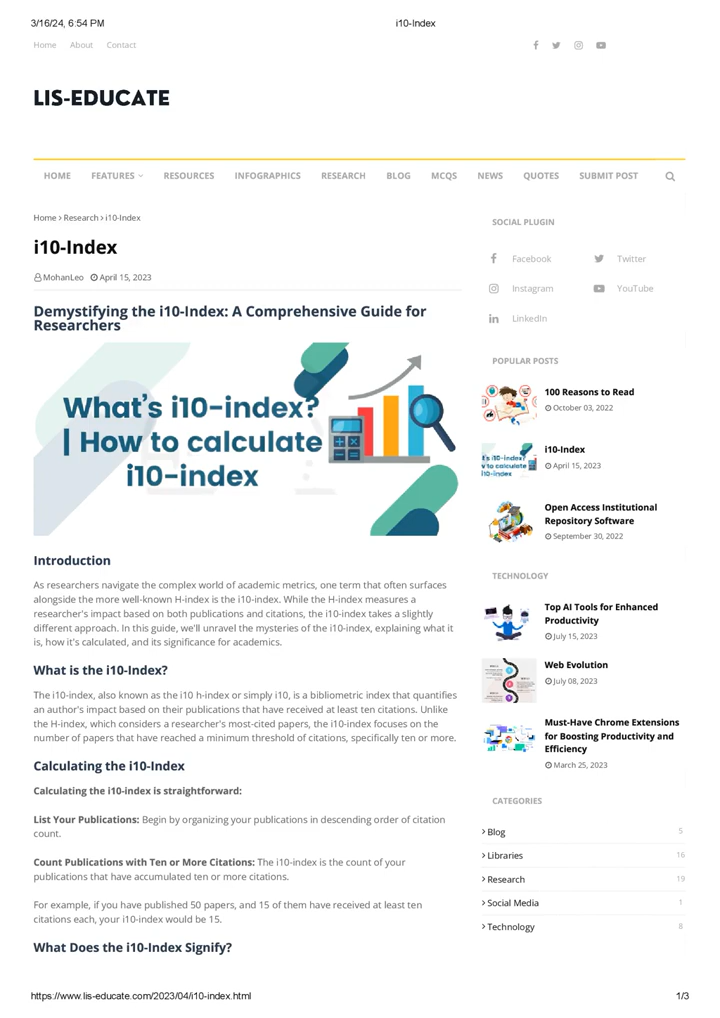 3/16/24, 6:54 PM
i10-Index
Home About Contact
LIS-EDUCATE
HOME FEATURES RESOURCES INFOGRAPHICS RESEARCH BLOG MCQS NEWS QUOTES SUBMIT POST
Home › Research › i10-Index
i10-Index
MohanLeo April 15, 2023
Demystifying the i10-Index: A Comprehensive Guide for
Researchers
What's i10-index?
| How to calculate
i10-index
Introduction
As researchers navigate the complex world of academic metrics, one term that often surfaces
alongside the more well-known H-index is the i10-index. While the H-index measures a
researcher's impact based on both publications and citations, the i10-index takes a slightly
different approach. In this guide, we'll unravel the mysteries of the i10-index, explaining what it
is, how it's calculated, and its significance for academics.
What is the i10-Index?
The i10-index, also known as the i10 h-index or simply i10, is a bibliometric index that quantifies
an author's impact based on their publications that have received at least ten citations. Unlike
the H-index, which considers a researcher's most-cited papers, the i10-index focuses on the
number of papers that have reached a minimum threshold of citations, specifically ten or more.
Calculating the i10-Index
Calculating the i10-index is straightforward:
List Your Publications: Begin by organizing your publications in descending order of citation
count.
Count Publications with Ten or More Citations: The i10-index is the count of your
publications that have accumulated ten or more citations.
For example, if you have published 50 papers, and 15 of them have received at least ten
citations each, your i10-index would be 15.
What Does the i10-Index Signify?
SOCIAL PLUGIN
Facebook Twitter
Instagram YouTube
LinkedIn
POPULAR POSTS
100 Reasons to Read
October 03, 2022
i10-Index
April 15, 2023
Open Access Institutional
Repository Software
September 30, 2022
TECHNOLOGY
Top AI Tools for Enhanced
Productivity
July 15, 2023
Web Evolution
July 08, 2023
Must-Have Chrome Extensions
for Boosting Productivity and
Efficiency
March 25, 2023
CATEGORIES
› Blog 5
› Libraries 16
› Research 19
› Social Media 1
› Technology 8
https://www.lis-educate.com/2023/04/i10-index.html
1/3